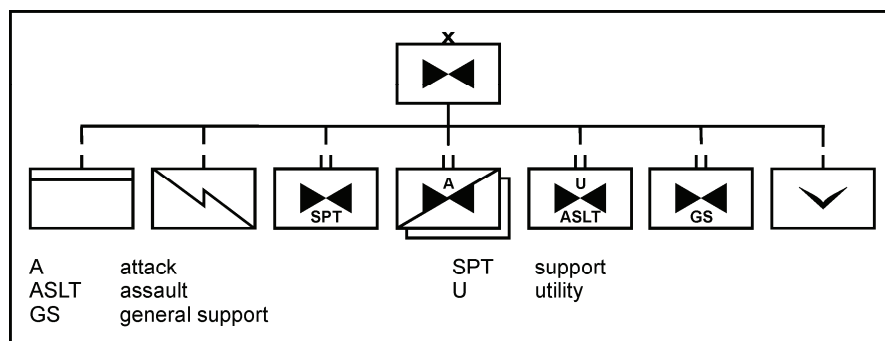 x
A U
SPT ASLT GS
A attack SPT support
ASLT assault U utility
GS general support